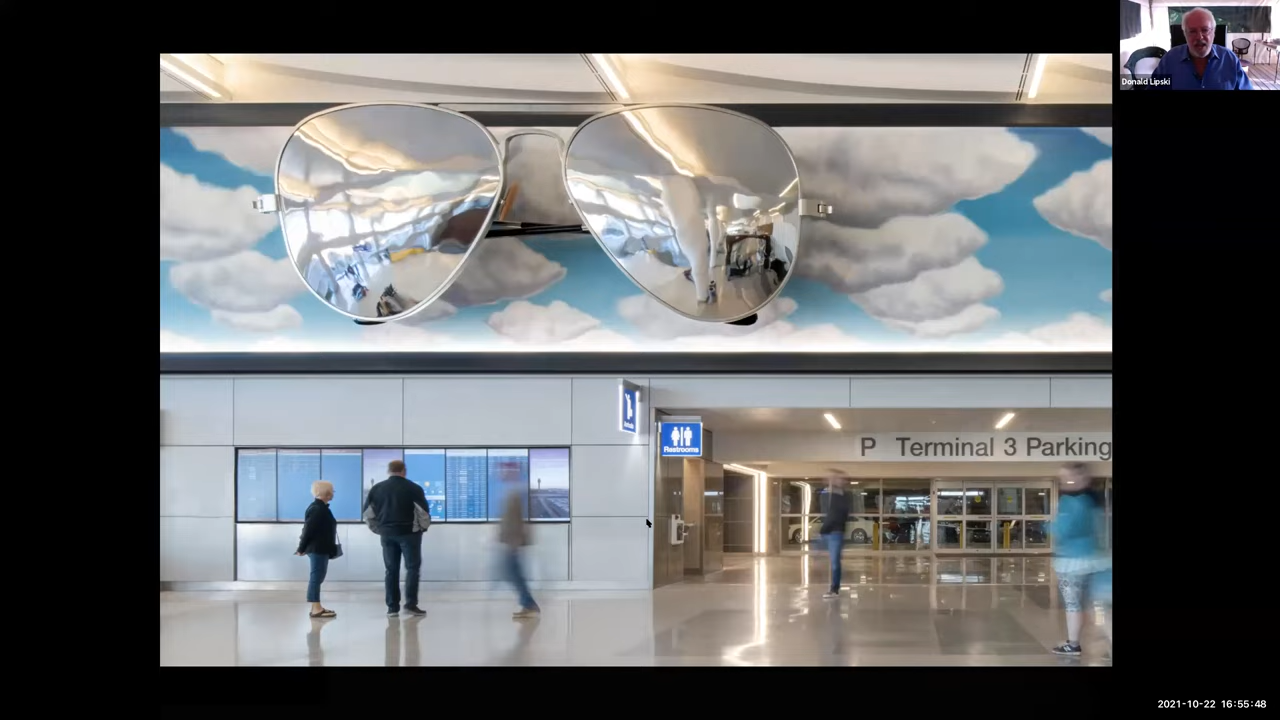 Donald Lipski
Restrooms
P Terminal 3 Parking
2021-10-22 16:55:48